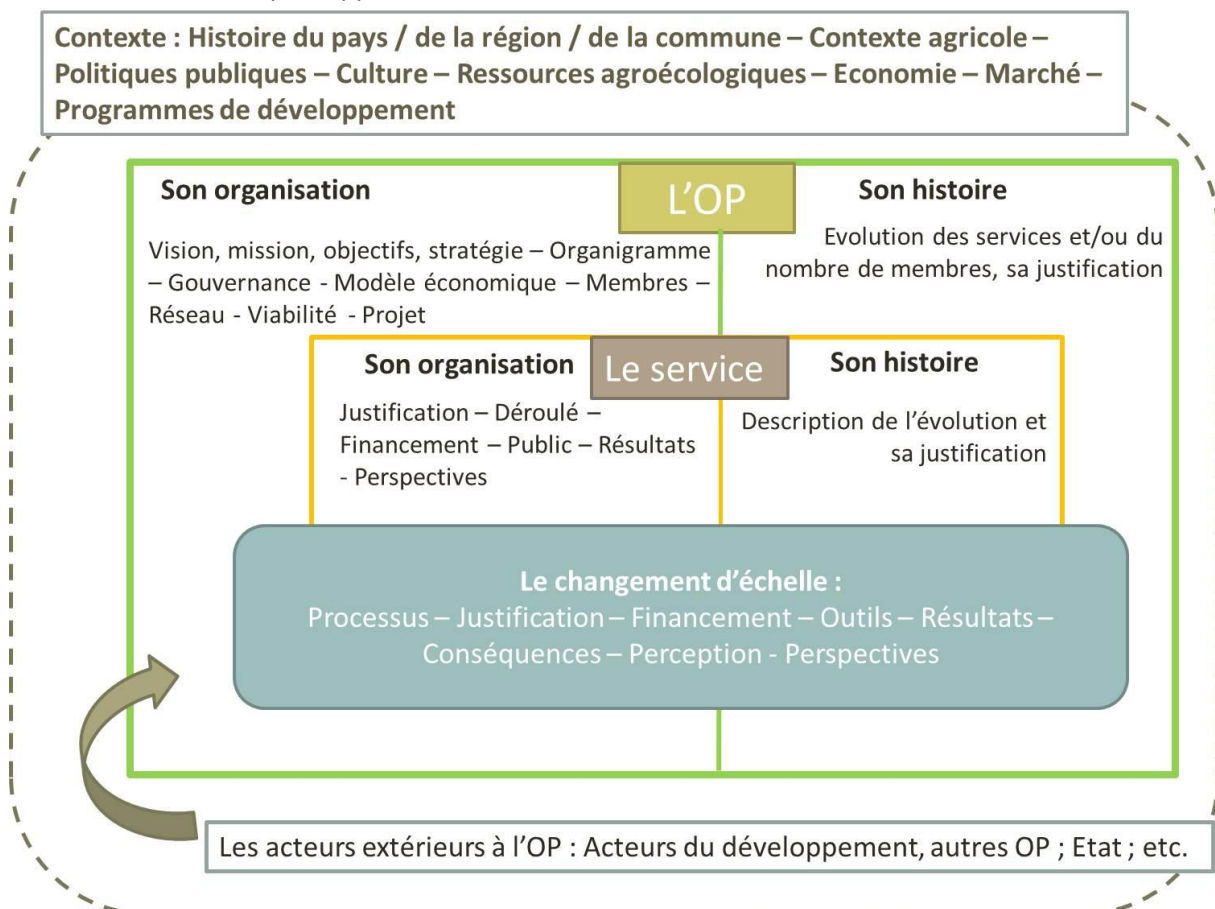 Contexte : Histoire du pays / de la région / de la commune – Contexte agricole –
Politiques publiques – Culture – Ressources agroécologiques – Economie – Marché –
Programmes de développement
L’OP
Son organisation
Vision, mission, objectifs, stratégie – Organigramme
– Gouvernance - Modèle économique – Membres –
Réseau - Viabilité - Projet
Son histoire
Evolution des services et/ou du
nombre de membres, sa justification
Le service
Son organisation
Justification – Déroulé –
Financement – Public – Résultats
- Perspectives
Son histoire
Description de l’évolution et
sa justification
Le changement d’échelle :
Processus – Justification – Financement – Outils – Résultats –
Conséquences – Perception - Perspectives
Les acteurs extérieurs à l’OP : Acteurs du développement, autres OP ; Etat ; etc.